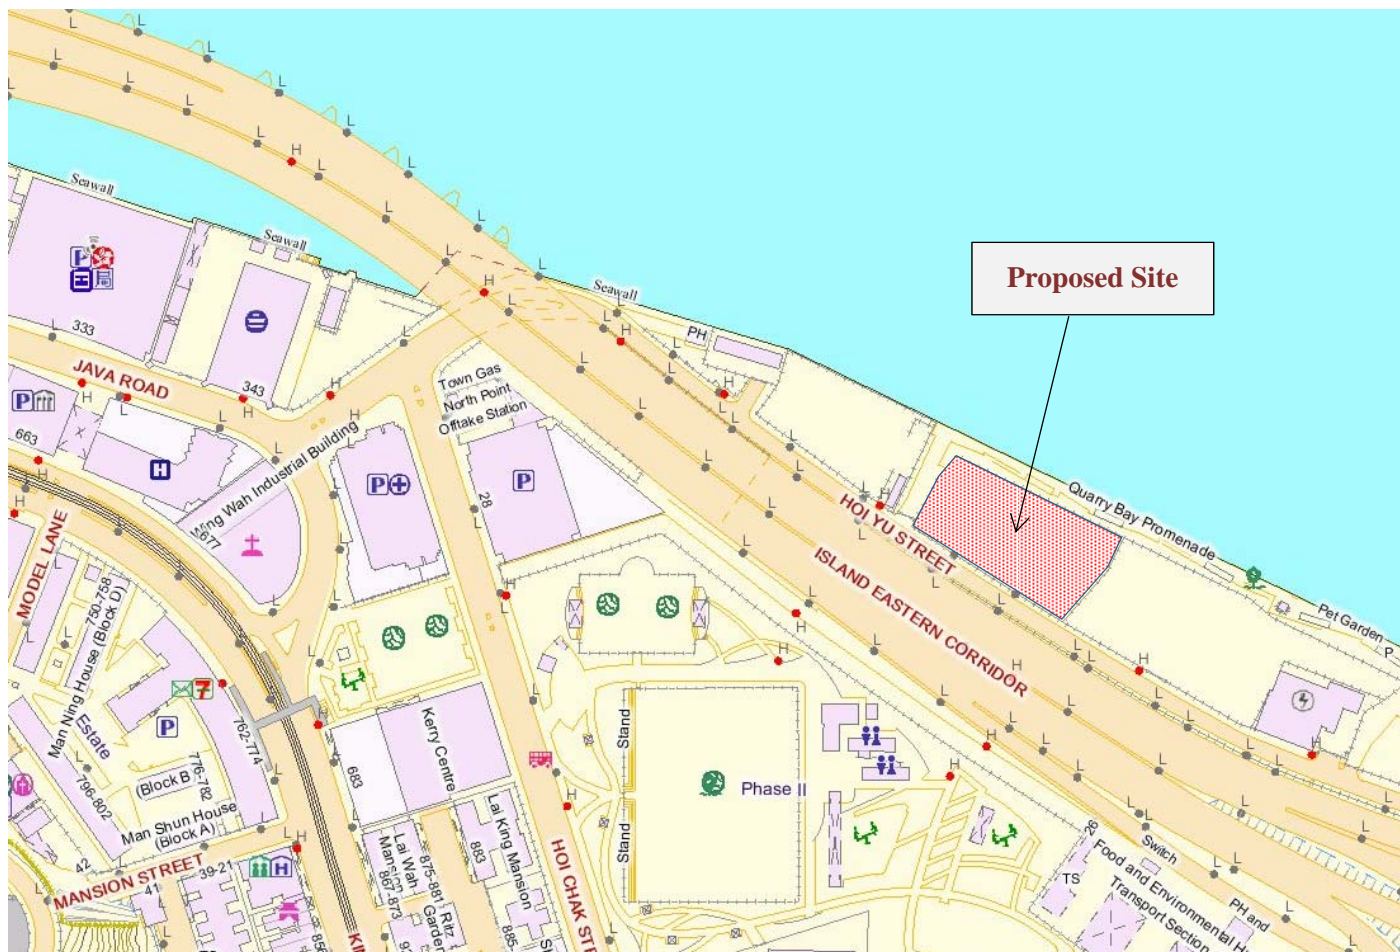 Seawall
Seawall
Seawall
Proposed Site
PH
333
343
JAVA ROAD
663
Town Gas
North Point
Offtake Station
Wing Wah Industrial Building
677
28
HOI YU STREET
ISLAND EASTERN CORRIDOR
Quarry Bay Promenade
Pet Garden
P
MODEL LANE
750-758
Man Ning House (Block D)
Estate
796-802
762-774
776-782
(Block B)
Man Shun House
(Block A)
683
Kerry Centre
Stand
Stand
Phase II
42
MANSION STREET
41
39-21
Lai Wah
Mansion
867-873
875-881
Ritz
Garden
883
Lai King Mansion
885
HOI CHAK
26
TS
Switch
Food and Environmental
Transport Section
PH and